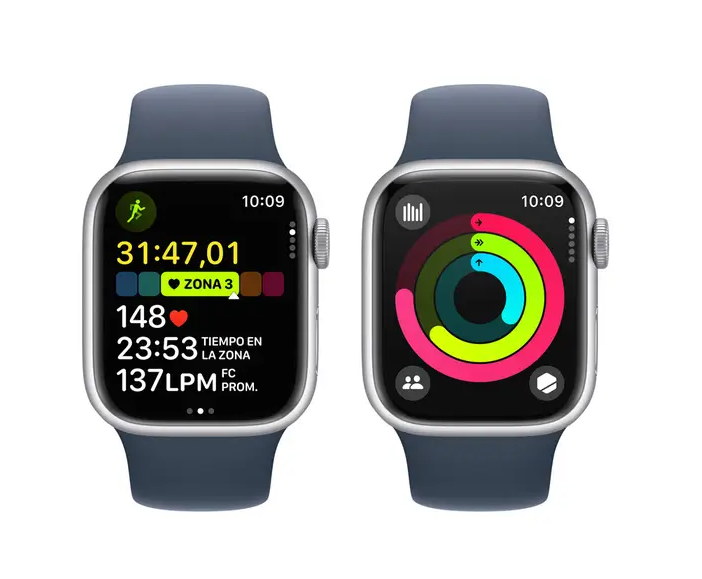 10:09
31:47,01
ZONA 3
148
23:53 TIEMPO EN
LA ZONA
137LPM FC
PROM.
10:09